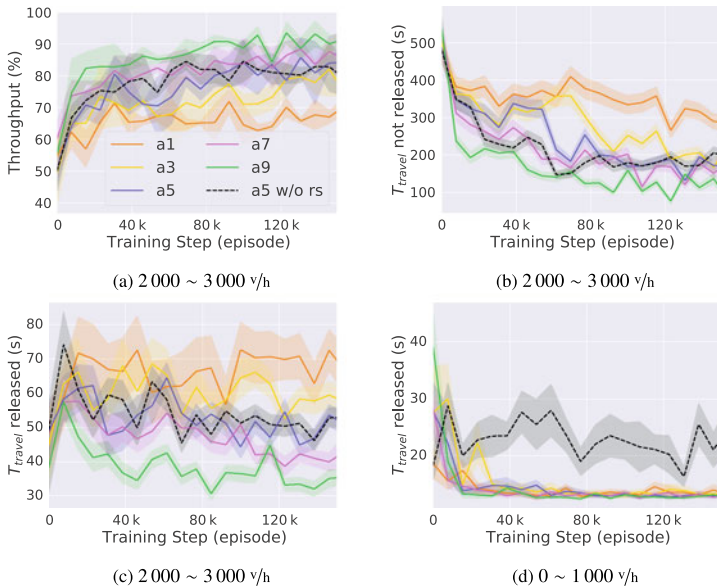 100
90
80
70
60
50
40
Throughput (%)
a1
a3
a5
a7
a9
a5 w/o rs
0
40 k
80 k
120 k
Training Step (episode)
(a) 2 000 ∼ 3 000 v/h
500
400
300
200
100
T_travel not released (s)
0
40 k
80 k
120 k
Training Step (episode)
(b) 2 000 ∼ 3 000 v/h
80
70
60
50
40
30
T_travel released (s)
0
40 k
80 k
120 k
Training Step (episode)
(c) 2 000 ∼ 3 000 v/h
40
30
20
T_travel released (s)
0
40 k
80 k
120 k
Training Step (episode)
(d) 0 ∼ 1 000 v/h